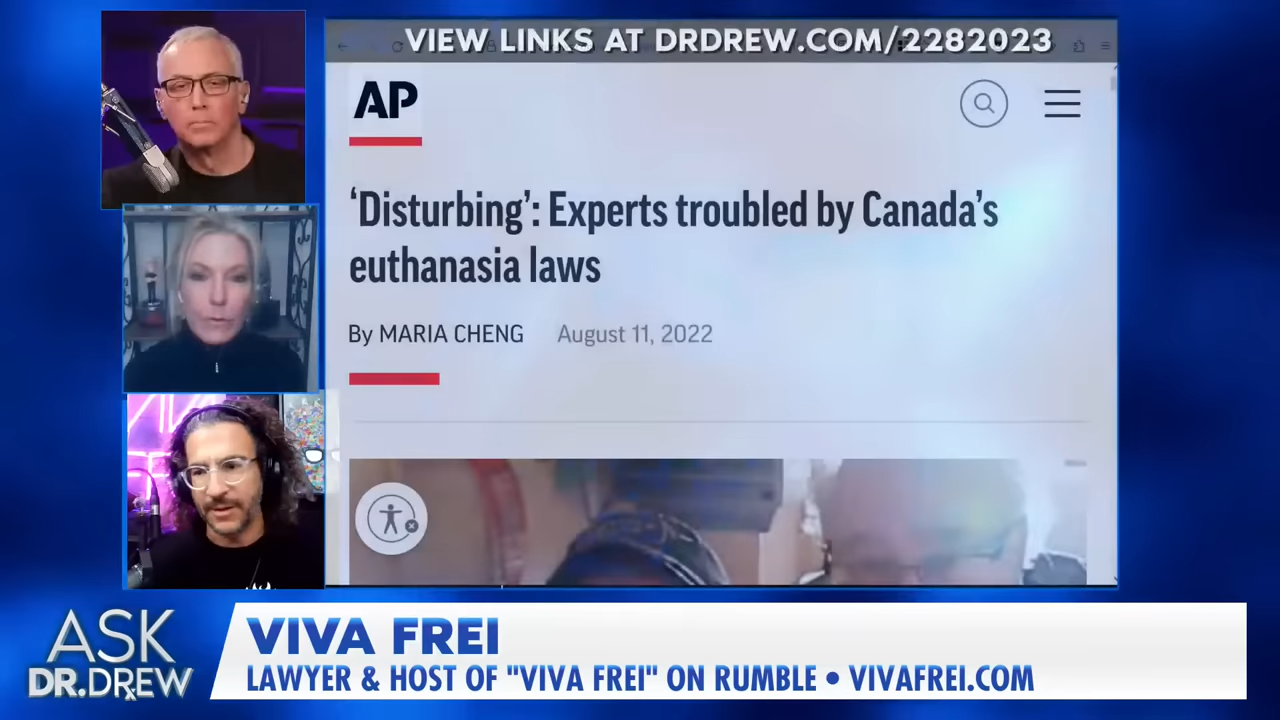 VIEW LINKS AT DRDREW.COM/2282023
AP
‘Disturbing’: Experts troubled by Canada’s
euthanasia laws
By MARIA CHENG August 11, 2022
ASK
DR.DREW
VIVA FREI
LAWYER & HOST OF "VIVA FREI" ON RUMBLE • VIVAFREI.COM